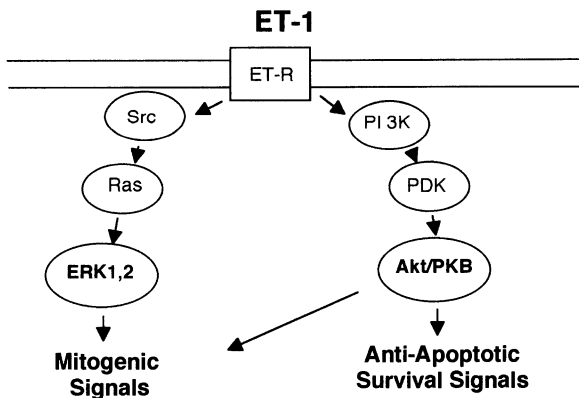 ET-1
ET-R
Src
PI 3K
Ras
PDK
ERK1,2
Akt/PKB
Mitogenic
Signals
Anti-Apoptotic
Survival Signals